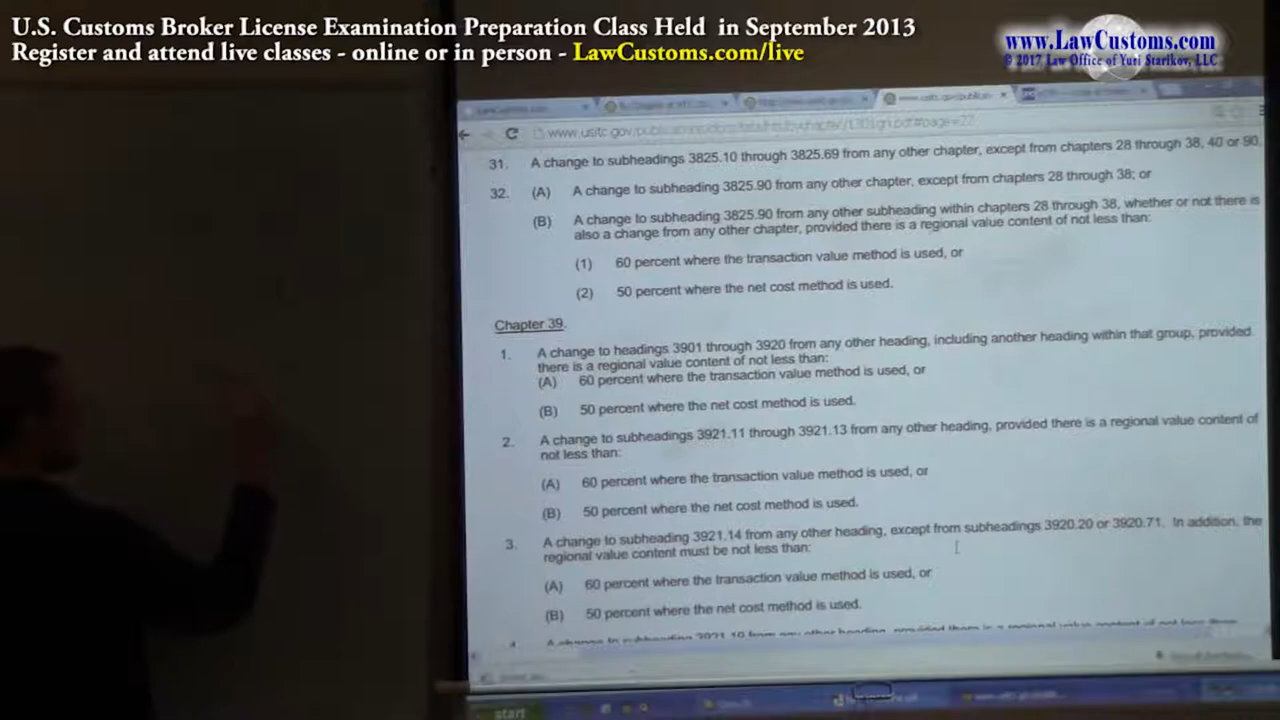 U.S. Customs Broker License Examination Preparation Class Held in September 2013
Register and attend live classes - online or in person - LawCustoms.com/live
www.LawCustoms.com
© 2017 Law Office of Yuri Starikov, LLC
31. A change to subheadings 3825.10 through 3825.69 from any other chapter, except from chapters 28 through 38, 40 or 90.
32. (A) A change to subheading 3825.90 from any other chapter, except from chapters 28 through 38; or
(B) A change to subheading 3825.90 from any other subheading within chapters 28 through 38, whether or not there is
also a change from any other chapter, provided there is a regional value content of not less than:
(1) 60 percent where the transaction value method is used, or
(2) 50 percent where the net cost method is used.
Chapter 39.
1. A change to headings 3901 through 3920 from any other heading, including another heading within that group, provided
there is a regional value content of not less than:
(A) 60 percent where the transaction value method is used, or
(B) 50 percent where the net cost method is used.
2. A change to subheadings 3921.11 through 3921.13 from any other heading, provided there is a regional value content of
not less than:
(A) 60 percent where the transaction value method is used, or
(B) 50 percent where the net cost method is used.
3. A change to subheading 3921.14 from any other heading, except from subheadings 3920.20 or 3920.71. In addition, the
regional value content must be not less than:
(A) 60 percent where the transaction value method is used, or
(B) 50 percent where the net cost method is used.
start